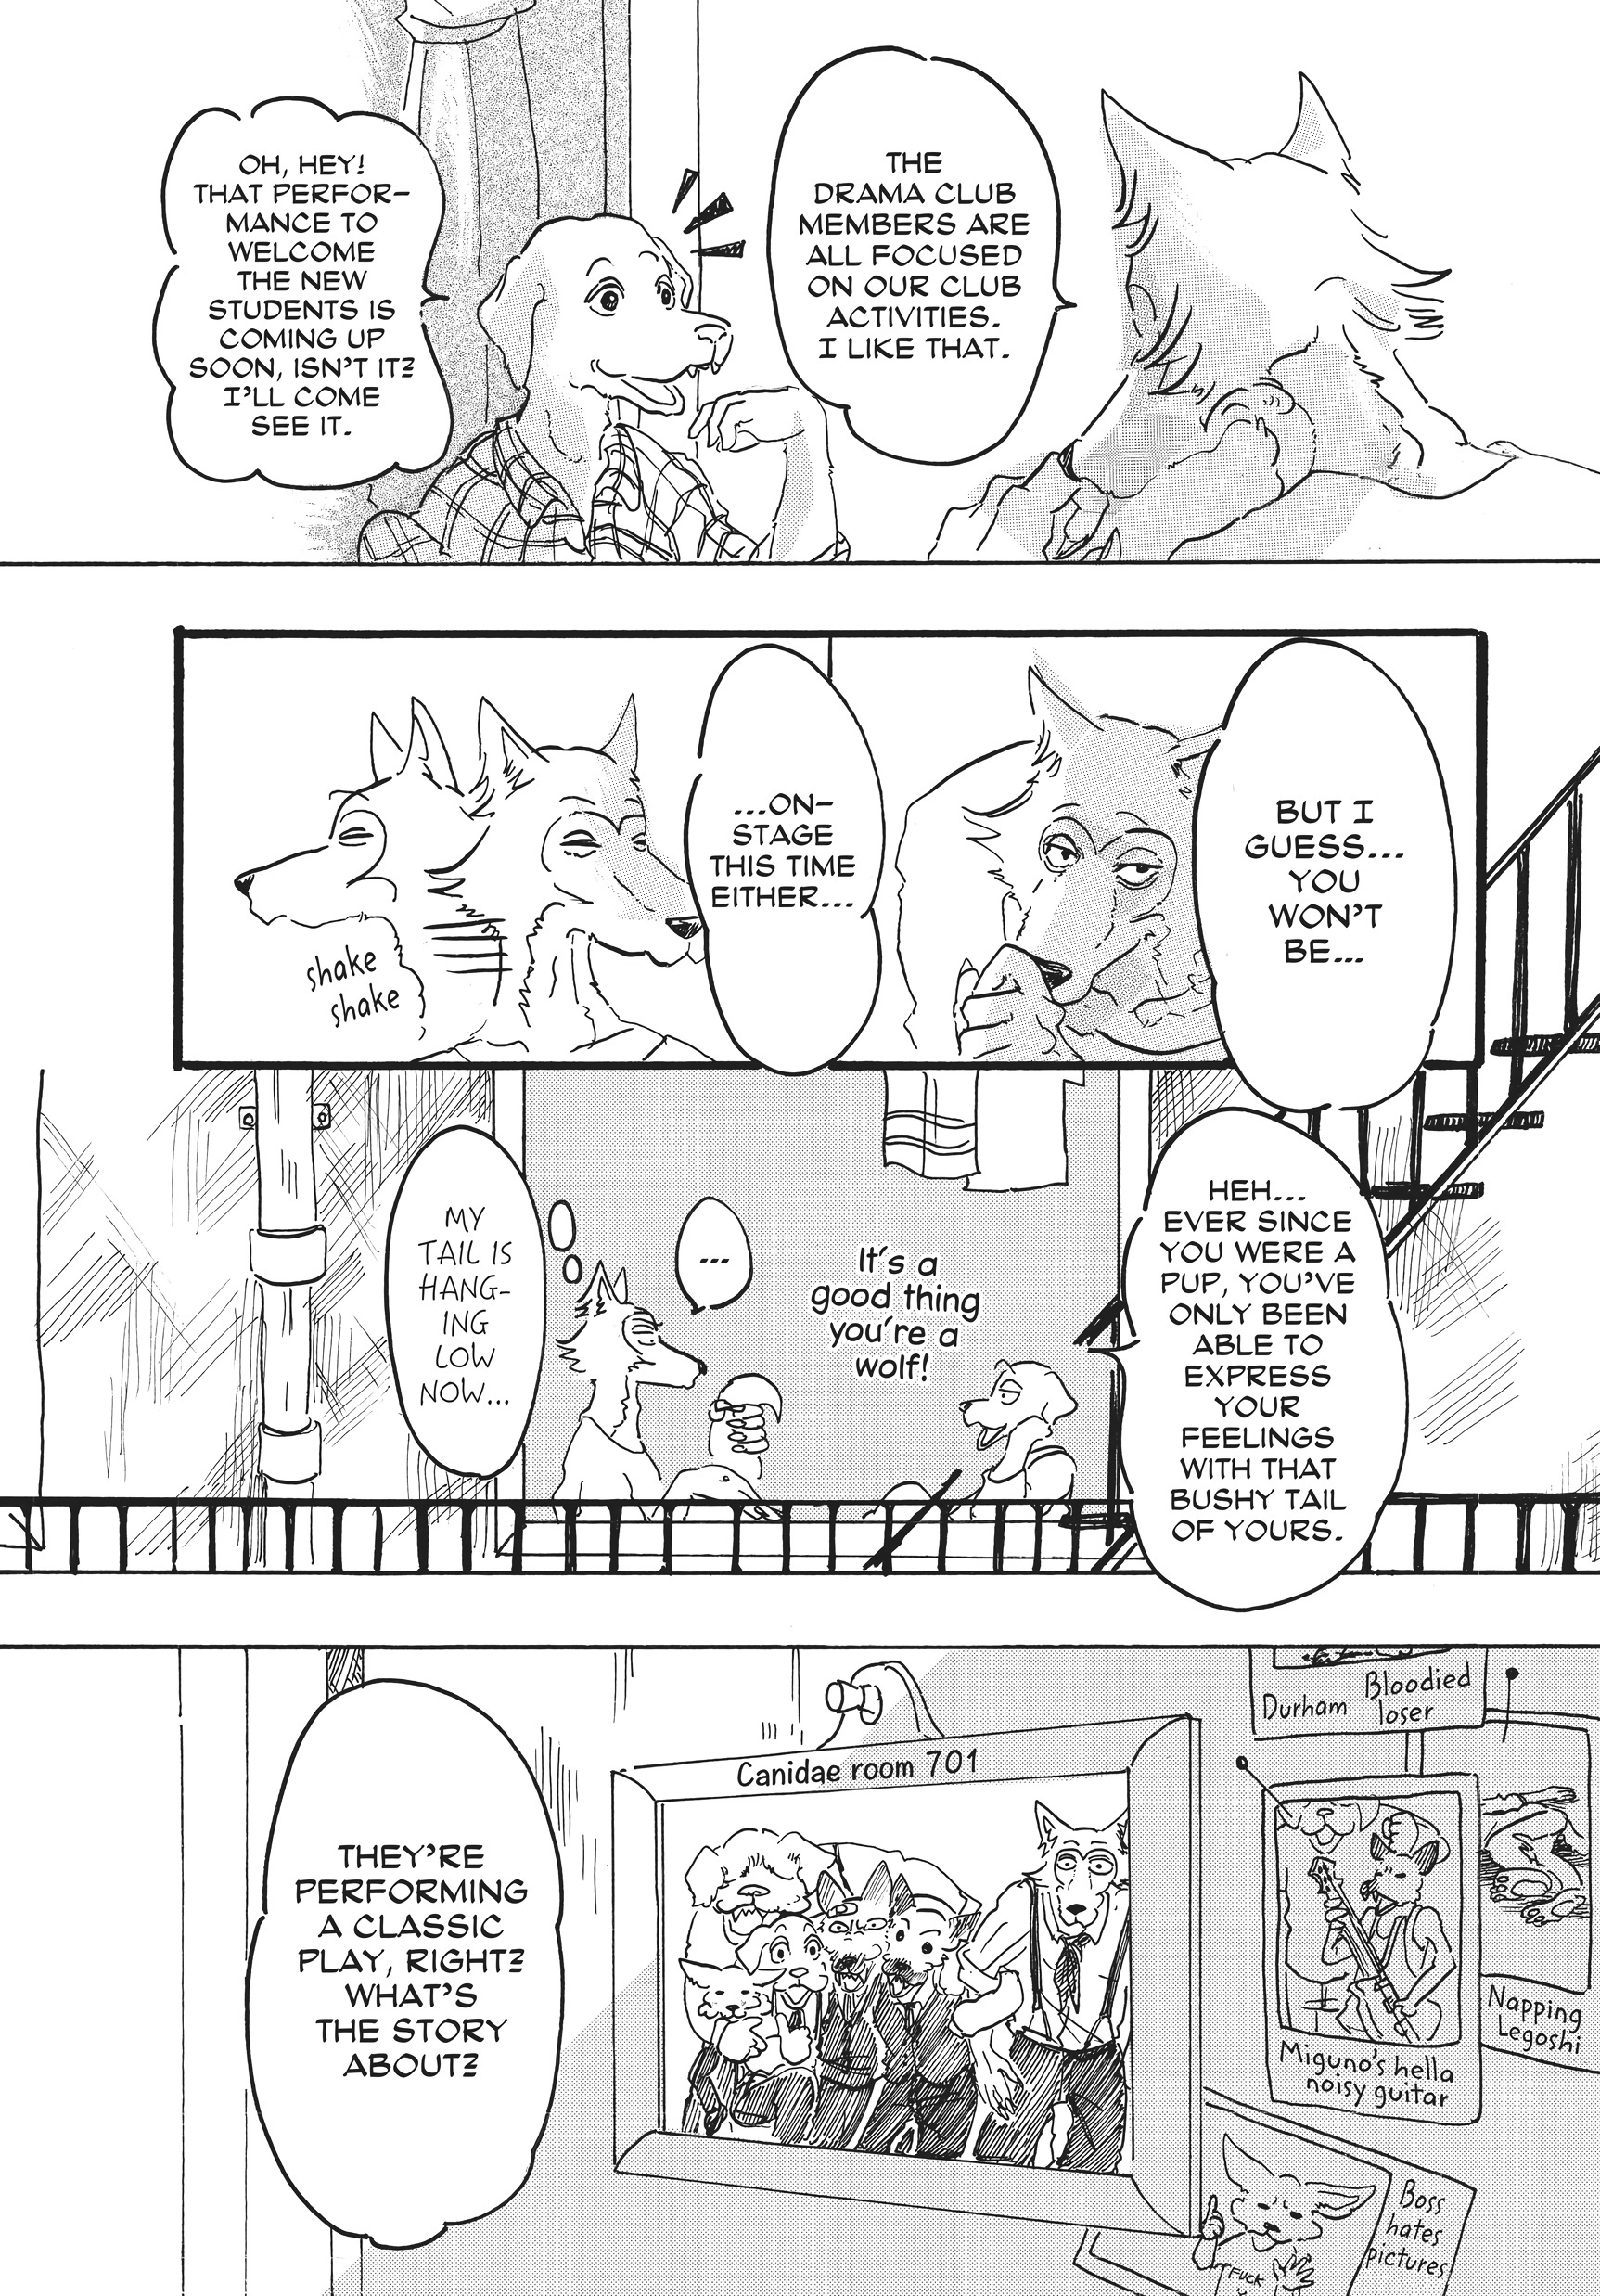 THE
DRAMA CLUB
MEMBERS ARE
ALL FOCUSED
ON OUR CLUB
ACTIVITIES.
I LIKE THAT.
OH, HEY!
THAT PERFOR-
MANCE TO
WELCOME
THE NEW
STUDENTS IS
COMING UP
SOON, ISN'T IT?
I'LL COME
SEE IT.
BUT I
GUESS...
YOU
WON'T
BE...
...ON-
STAGE
THIS TIME
EITHER...
shake
shake
HEH...
EVER SINCE
YOU WERE A
PUP, YOU'VE
ONLY BEEN
ABLE TO
EXPRESS
YOUR
FEELINGS
WITH THAT
BUSHY TAIL
OF YOURS.
It's a
good thing
you're a
wolf!
...
MY
TAIL IS
HANG-
ING
LOW
NOW...
Durham
Bloodied
loser
Canidae room 701
Napping
Legoshi
Miguno's hella
noisy guitar
Boss
hates
pictures
FUCK
THEY'RE
PERFORMING
A CLASSIC
PLAY, RIGHT?
WHAT'S
THE STORY
ABOUT?